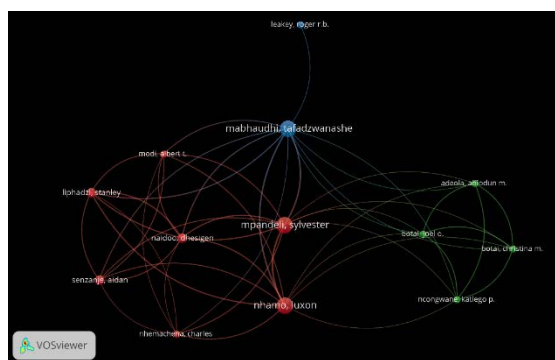 leakey, roger r.b.
mabhaudhi, tafadzwanashe
modi, albert t.
adeola, abiodun m.
liphadzi, stanley
mpandeli, sylvester
botai, joel o.
naidoo, dhesigen
botai, christina m.
senzanje, aidan
nhamo, luxon
ncongwane, katlego p.
nhemachena, charles
VOSviewer